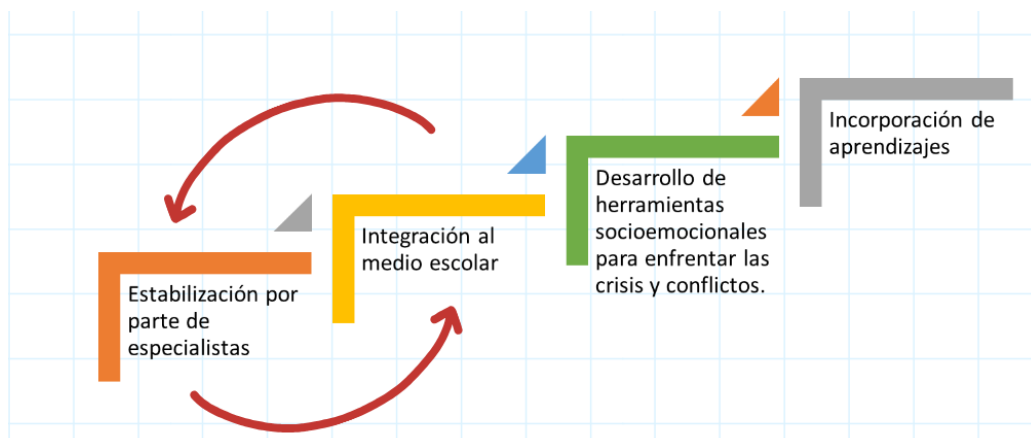 Estabilización por
parte de
especialistas
Integración al
medio escolar
Desarrollo de
herramientas
socioemocionales
para enfrentar las
crisis y conflictos.
Incorporación de
aprendizajes